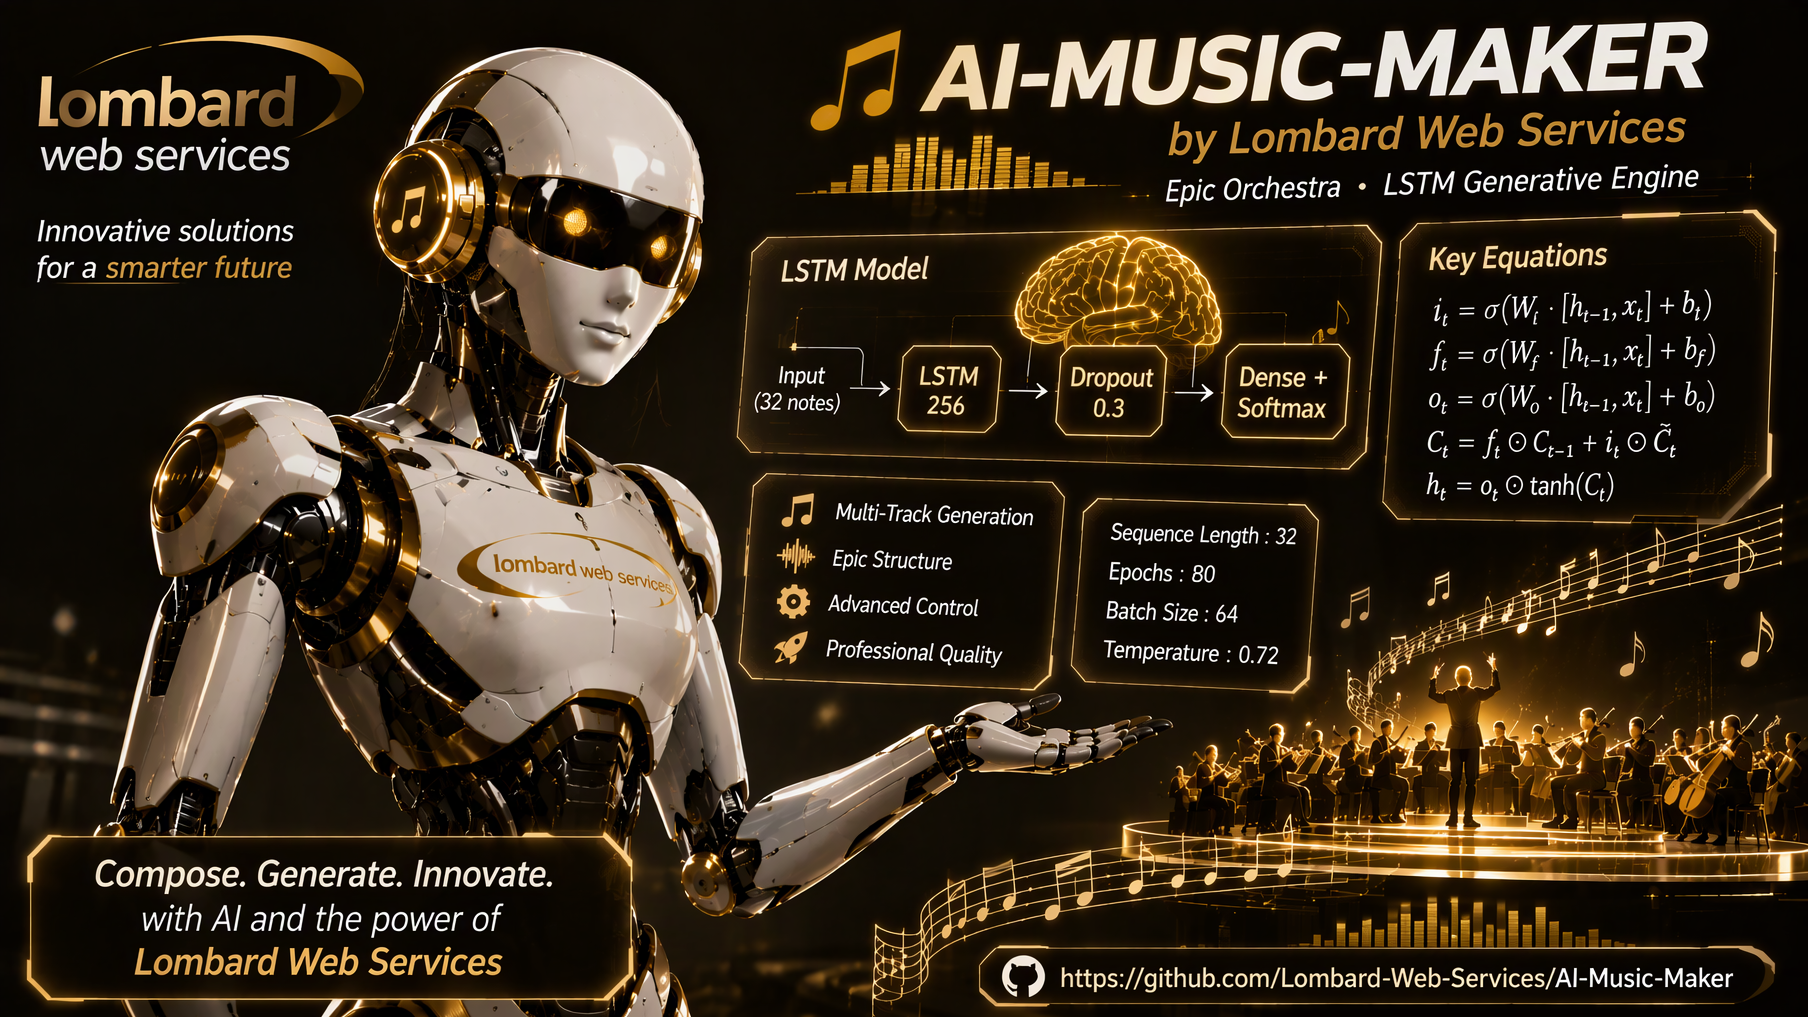 lombard
web services
Innovative solutions
for a smarter future
AI-MUSIC-MAKER
by Lombard Web Services
Epic Orchestra • LSTM Generative Engine
LSTM Model
Input
(32 notes)
LSTM
256
Dropout
0.3
Dense +
Softmax
Key Equations
i_t = σ(W_t · [h_{t−1}, x_t] + b_t)
f_t = σ(W_f · [h_{t−1}, x_t] + b_f)
o_t = σ(W_o · [h_{t−1}, x_t] + b_o)
C_t = f_t ⊙ C_{t−1} + i_t ⊙ C̃_t
h_t = o_t ⊙ tanh(C_t)
Multi-Track Generation
Epic Structure
Advanced Control
Professional Quality
Sequence Length : 32
Epochs : 80
Batch Size : 64
Temperature : 0.72
lombard web services
Compose. Generate. Innovate.
with AI and the power of
Lombard Web Services
https://github.com/Lombard-Web-Services/AI-Music-Maker